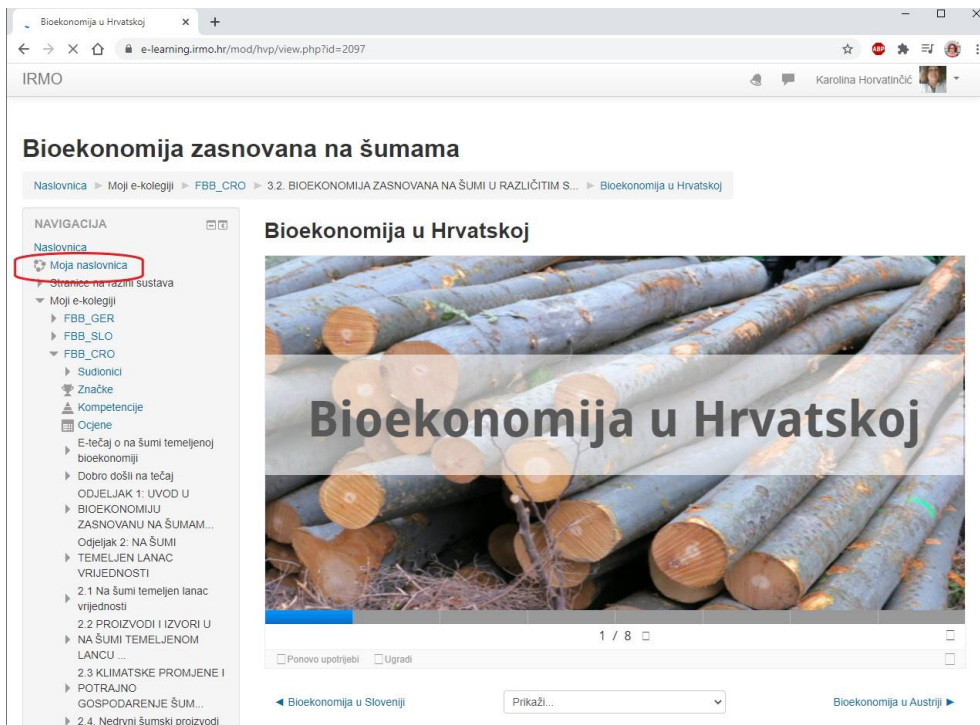 Bioekonomija u Hrvatskoj
e-learning.irmo.hr/mod/hvp/view.php?id=2097
ABP
IRMO
Karolina Horvatinčić
Bioekonomija zasnovana na šumama
Naslovnica ► Moji e-kolegiji ► FBB_CRO ► 3.2. BIOEKONOMIJA ZASNOVANA NA ŠUMI U RAZLIČITIM S... ► Bioekonomija u Hrvatskoj
NAVIGACIJA
Naslovnica
Moja naslovnica
Stranice na razini sustava
Moji e-kolegiji
FBB_GER
FBB_SLO
FBB_CRO
Sudionici
Značke
Kompetencije
Ocjene
E-tečaj o na šumi temeljenoj
bioekonomiji
Dobro došli na tečaj
ODJELJAK 1: UVOD U
BIOEKONOMIJU
ZASNOVANU NA ŠUMAM...
Odjeljak 2: NA ŠUMI
TEMELJEN LANAC
VRIJEDNOSTI
2.1 Na šumi temeljen lanac
vrijednosti
2.2 PROIZVODI I IZVORI U
NA ŠUMI TEMELJENOM
LANCU ...
2.3 KLIMATSKE PROMJENE I
POTRAJNO
GOSPODARENJE ŠUM...
2.4. Nedrvni šumski proizvodi
Bioekonomija u Hrvatskoj
Bioekonomija u Hrvatskoj
1 / 8
Ponovo upotrijebi Ugradi
◄ Bioekonomija u Sloveniji
Prikaži...
Bioekonomija u Austriji ►